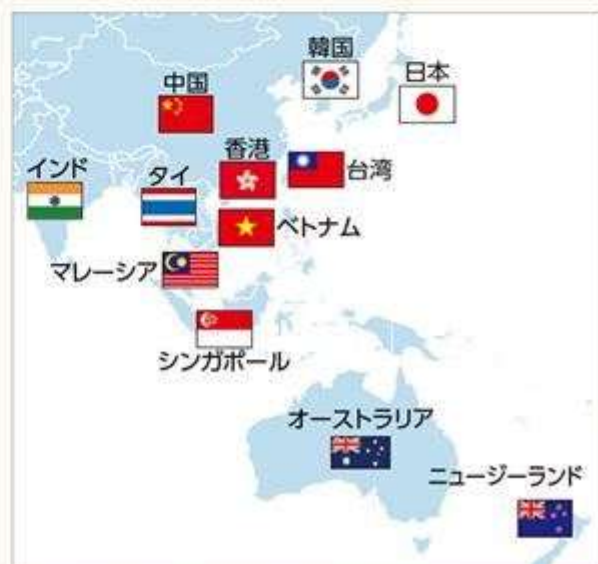 韓国
日本
中国
香港
台湾
インド
タイ
ベトナム
マレーシア
シンガポール
オーストラリア
ニュージーランド